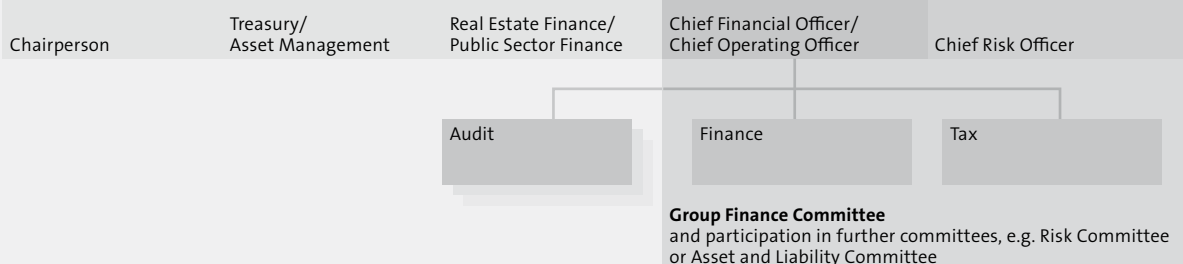 Chairperson
Treasury/
Asset Management
Real Estate Finance/
Public Sector Finance
Chief Financial Officer/
Chief Operating Officer
Chief Risk Officer
Audit
Finance
Tax
Group Finance Committee
and participation in further committees, e.g. Risk Committee
or Asset and Liability Committee